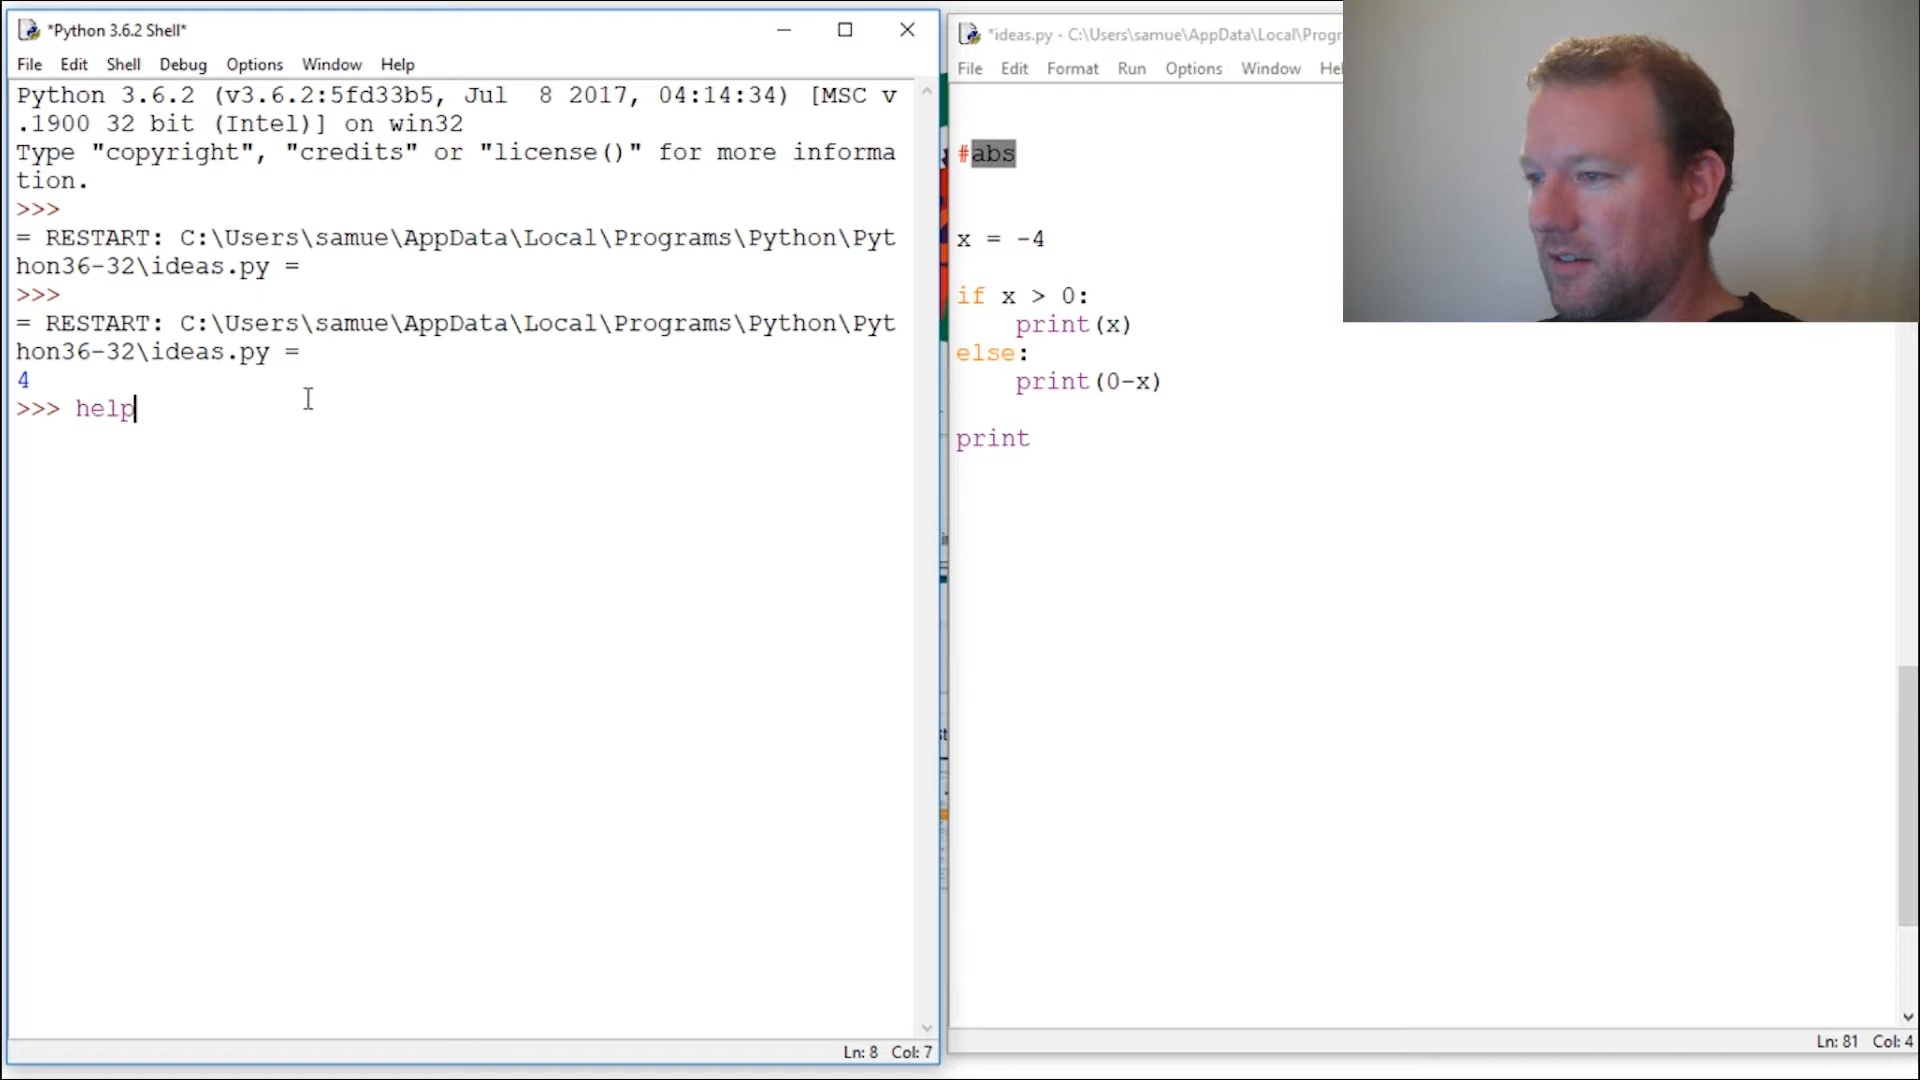 *Python 3.6.2 Shell*
File Edit Shell Debug Options Window Help
Python 3.6.2 (v3.6.2:5fd33b5, Jul  8 2017, 04:14:34) [MSC v
.1900 32 bit (Intel)] on win32
Type "copyright", "credits" or "license()" for more informa
tion.
>>>
= RESTART: C:\Users\samue\AppData\Local\Programs\Python\Pyt
hon36-32\ideas.py =
>>>
= RESTART: C:\Users\samue\AppData\Local\Programs\Python\Pyt
hon36-32\ideas.py =
4
>>> help
Ln: 8 Col: 7
*ideas.py - C:\Users\samue\AppData\Local\Progr
File Edit Format Run Options Window Hel
#abs
x = -4
if x > 0:
    print(x)
else:
    print(0-x)
print
Ln: 81 Col: 4